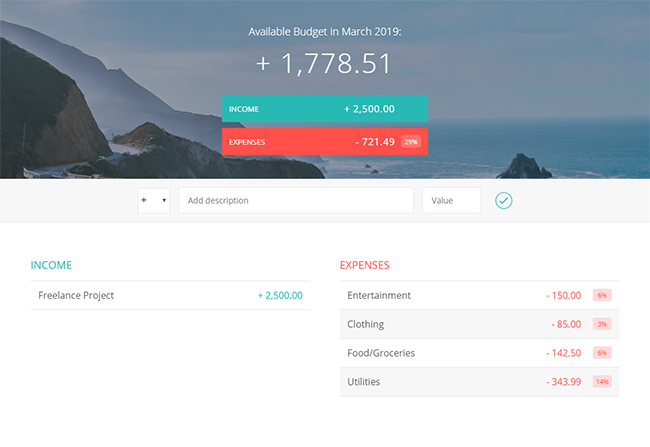 Available Budget in March 2019:
+ 1,778.51
INCOME + 2,500.00
EXPENSES - 721.49 29%
+ Add description Value
INCOME
Freelance Project + 2,500.00
EXPENSES
Entertainment - 150.00 6%
Clothing - 85.00 3%
Food/Groceries - 142.50 6%
Utilities - 343.99 14%